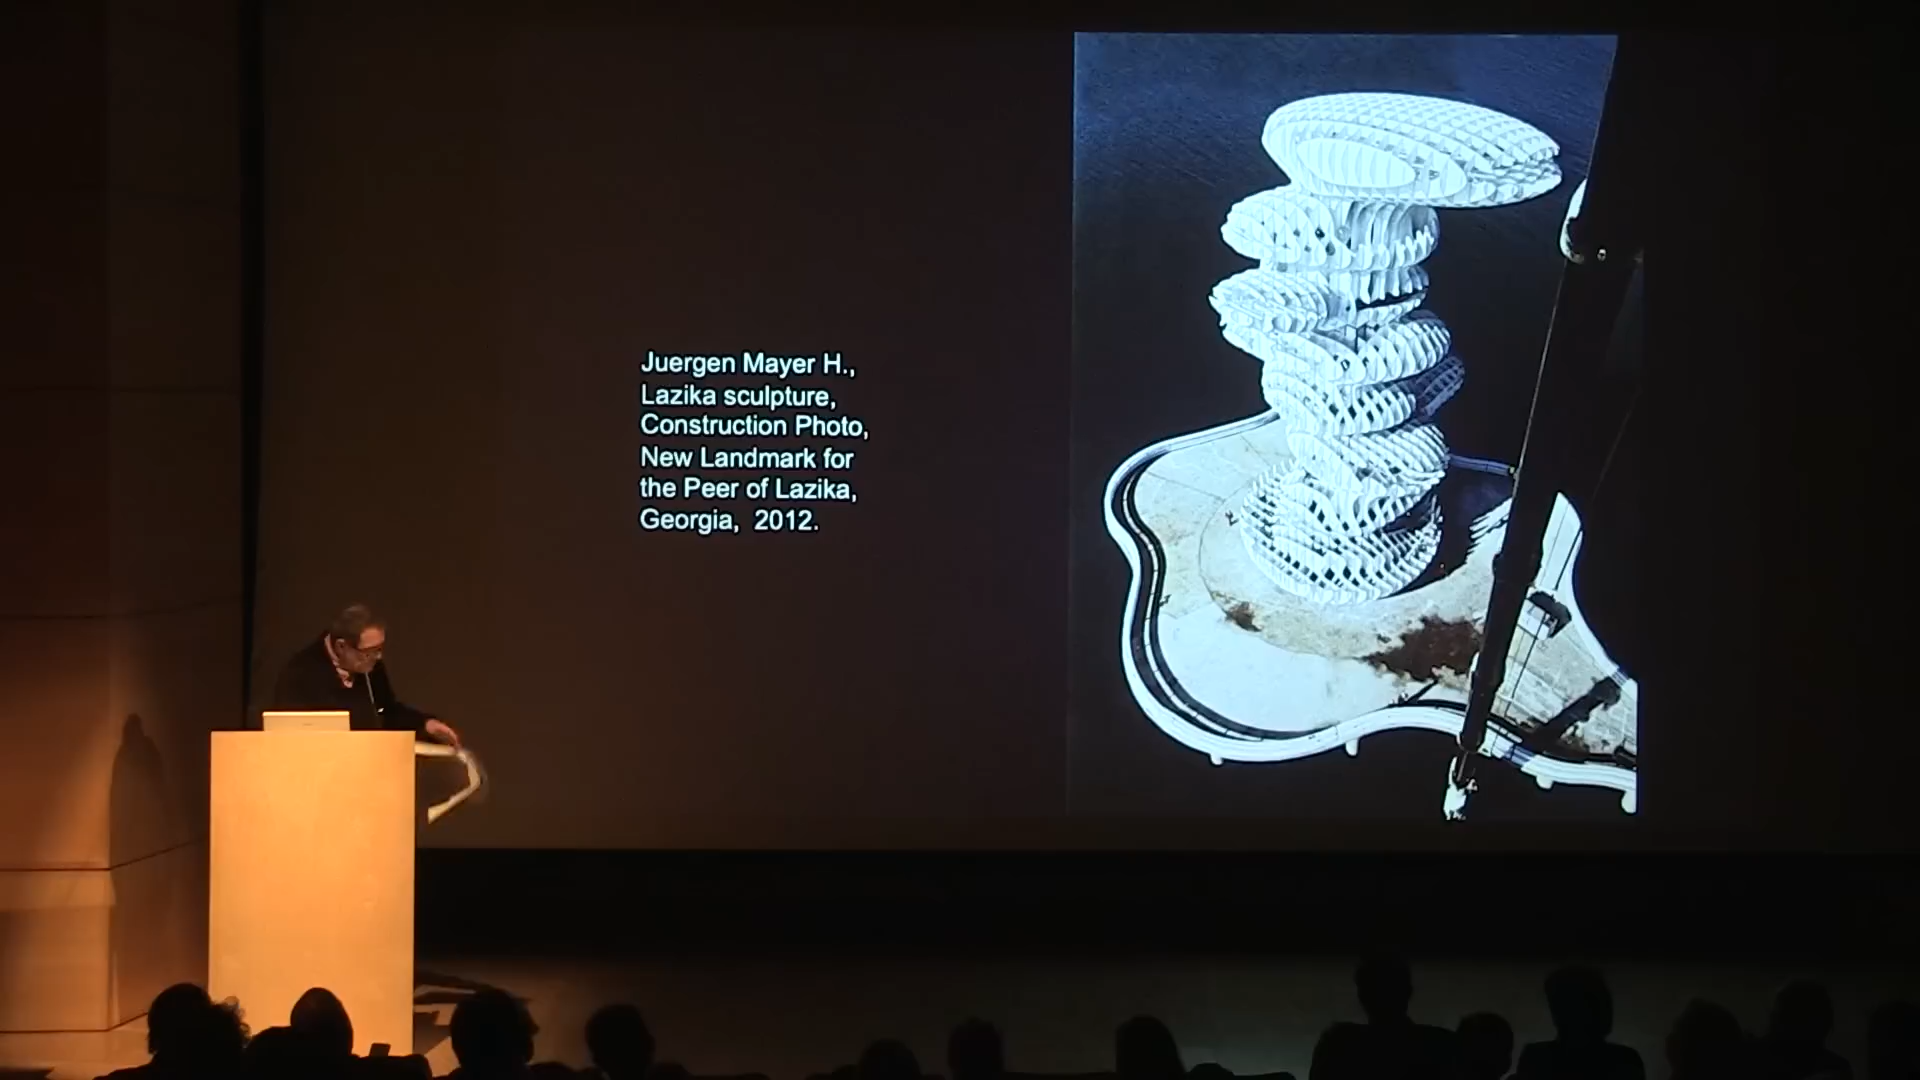 Juergen Mayer H.,
Lazika sculpture,
Construction Photo,
New Landmark for
the Peer of Lazika,
Georgia, 2012.